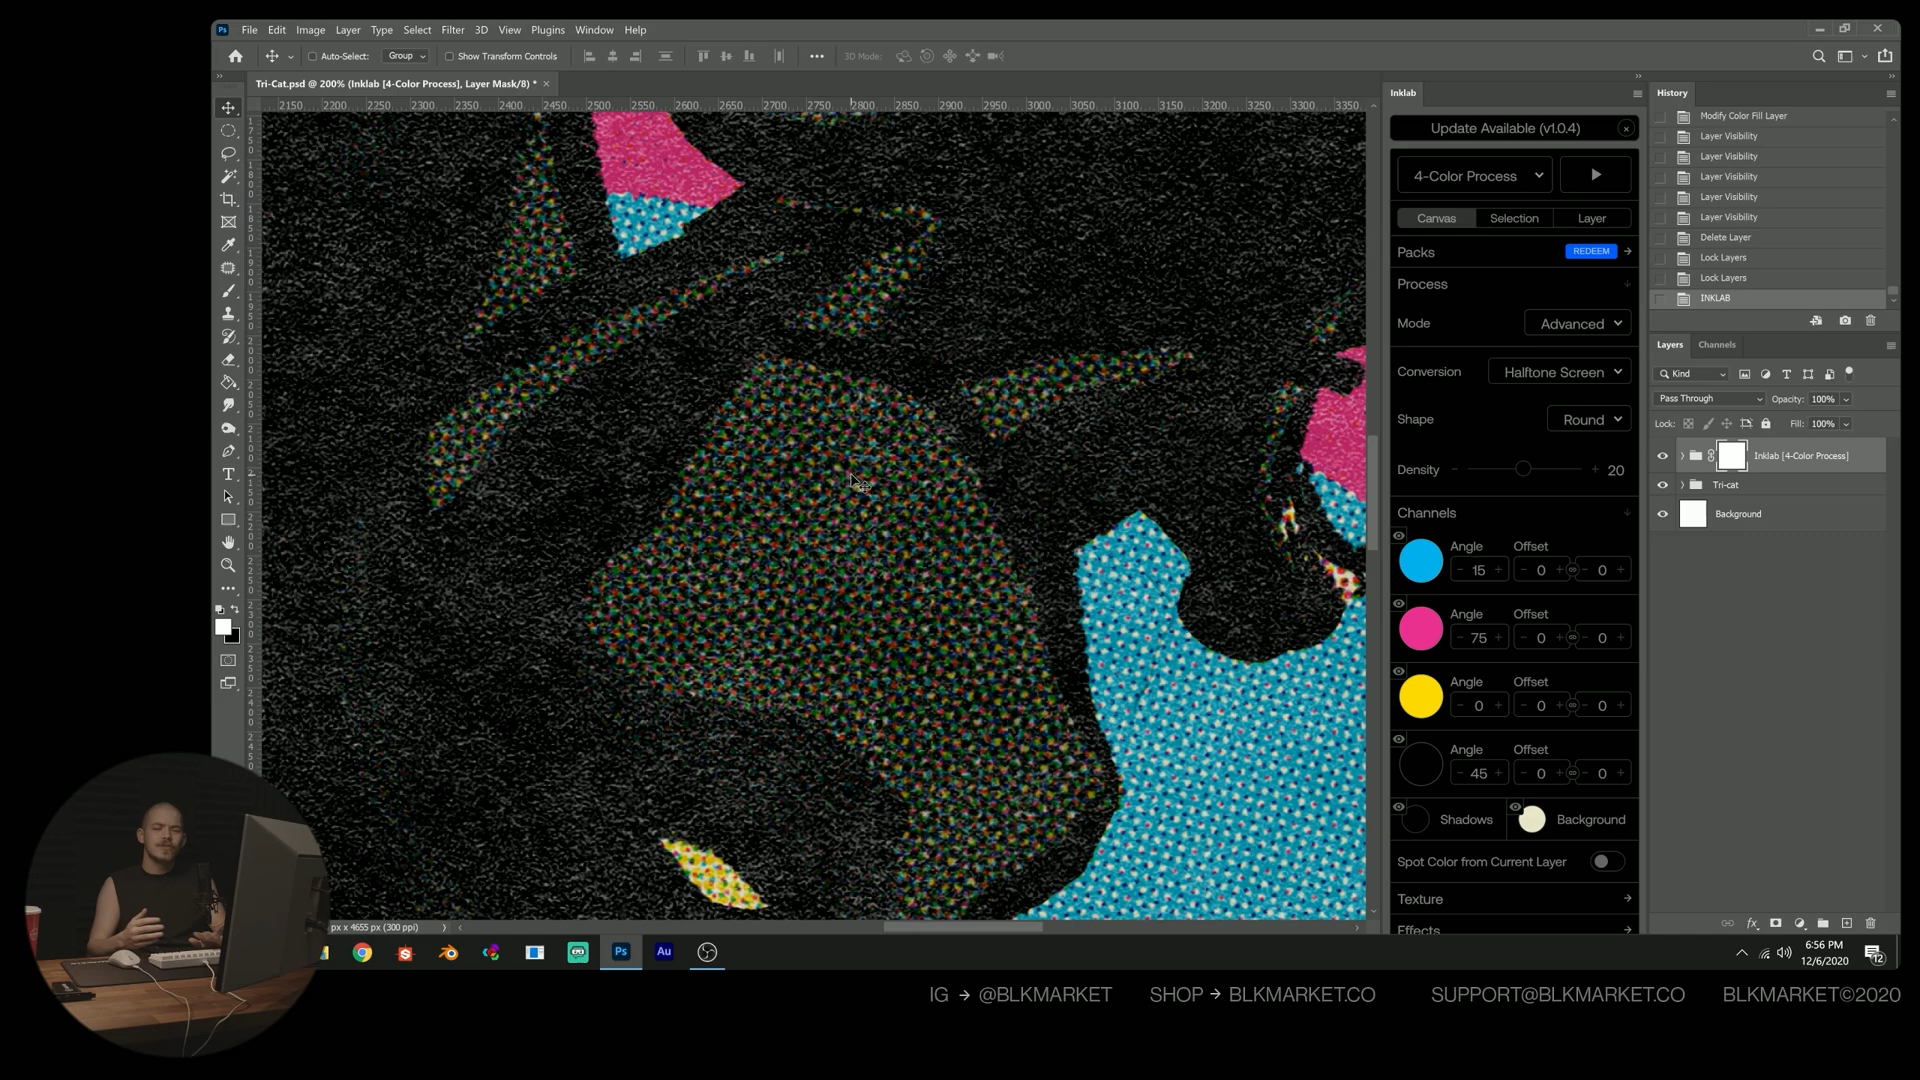 File Edit Image Layer Type Select Filter 3D View Plugins Window Help
Auto-Select: Group Show Transform Controls 3D Mode:
Tri-Cat.psd @ 200% (Inklab [4-Color Process], Layer Mask/8) *
2150 2200 2250 2300 2350 2400 2450 2500 2550 2600 2650 2700 2750 2800 2850 2900 2950 3000 3050 3100 3150 3200 3250 3300 3350
px x 4655 px (300 ppi)
Inklab
Update Available (v1.0.4)
4-Color Process
Canvas Selection Layer
Packs REDEEM
Process
Mode Advanced
Conversion Halftone Screen
Shape Round
Density 20
Channels
Angle Offset
15 0 0
Angle Offset
75 0 0
Angle Offset
0 0 0
Angle Offset
45 0 0
Shadows Background
Spot Color from Current Layer
Texture
Effects
History
Modify Color Fill Layer
Layer Visibility
Layer Visibility
Layer Visibility
Layer Visibility
Layer Visibility
Delete Layer
Lock Layers
Lock Layers
INKLAB
Layers Channels
Kind
Pass Through Opacity: 100%
Lock: Fill: 100%
Inklab [4-Color Process]
Tri-cat
Background
fx
Ps Au
6:56 PM
12/6/2020
12
IG → @BLKMARKET SHOP → BLKMARKET.CO SUPPORT@BLKMARKET.CO BLKMARKET©2020